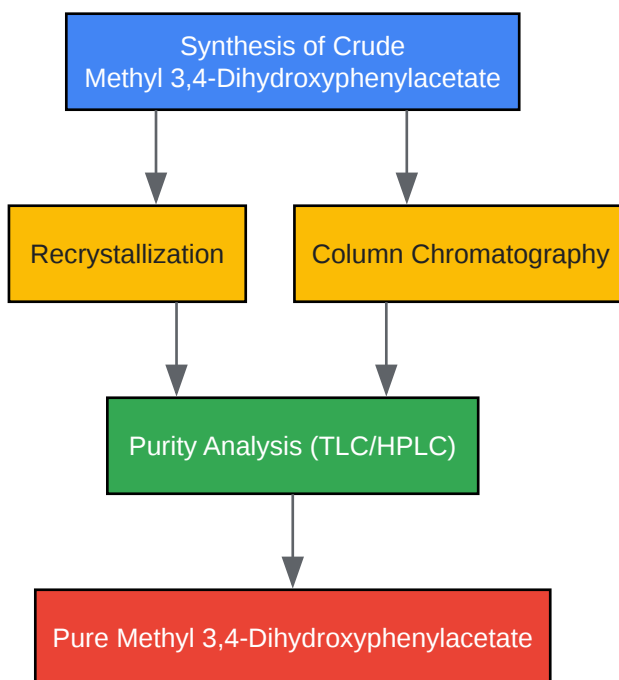 Synthesis of Crude
Methyl 3,4-Dihydroxyphenylacetate
Recrystallization
Column Chromatography
Purity Analysis (TLC/HPLC)
Pure Methyl 3,4-Dihydroxyphenylacetate